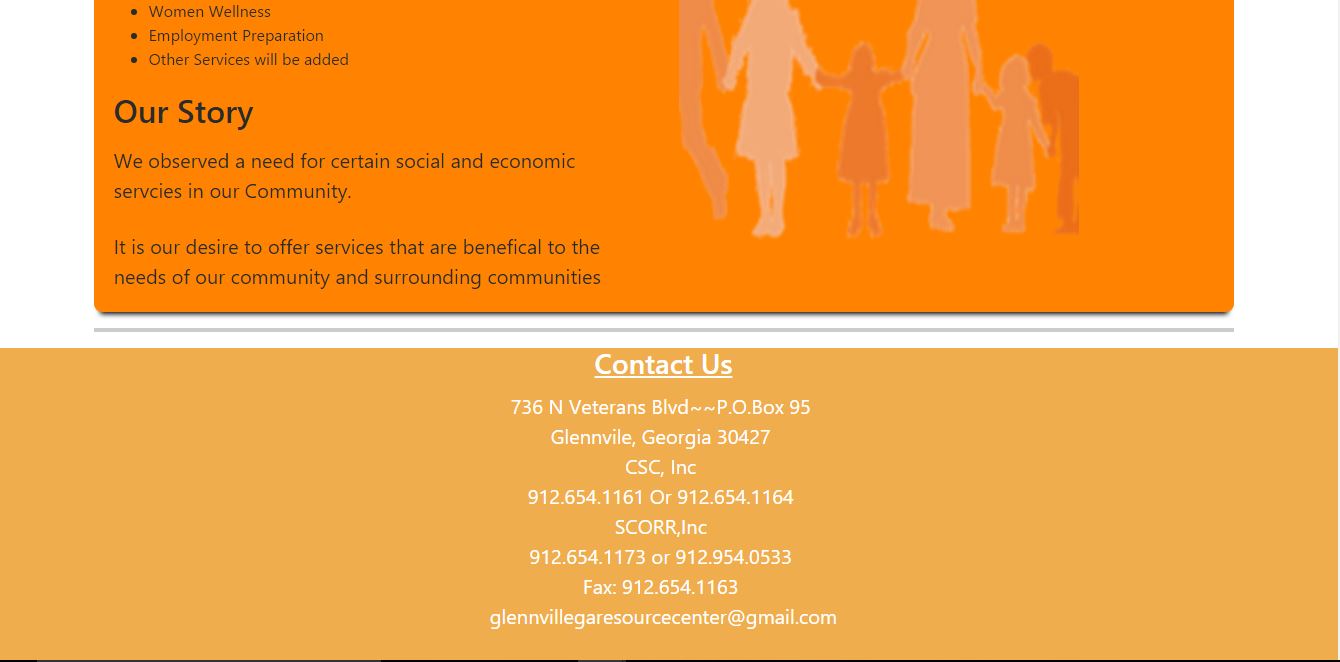 Women Wellness
Employment Preparation
Other Services will be added
Our Story
We observed a need for certain social and economic
servcies in our Community.
It is our desire to offer services that are benefical to the
needs of our community and surrounding communities
Contact Us
736 N Veterans Blvd~~P.O.Box 95
Glennvile, Georgia 30427
CSC, Inc
912.654.1161 Or 912.654.1164
SCORR,Inc
912.654.1173 or 912.954.0533
Fax: 912.654.1163
glennvillegaresourcecenter@gmail.com